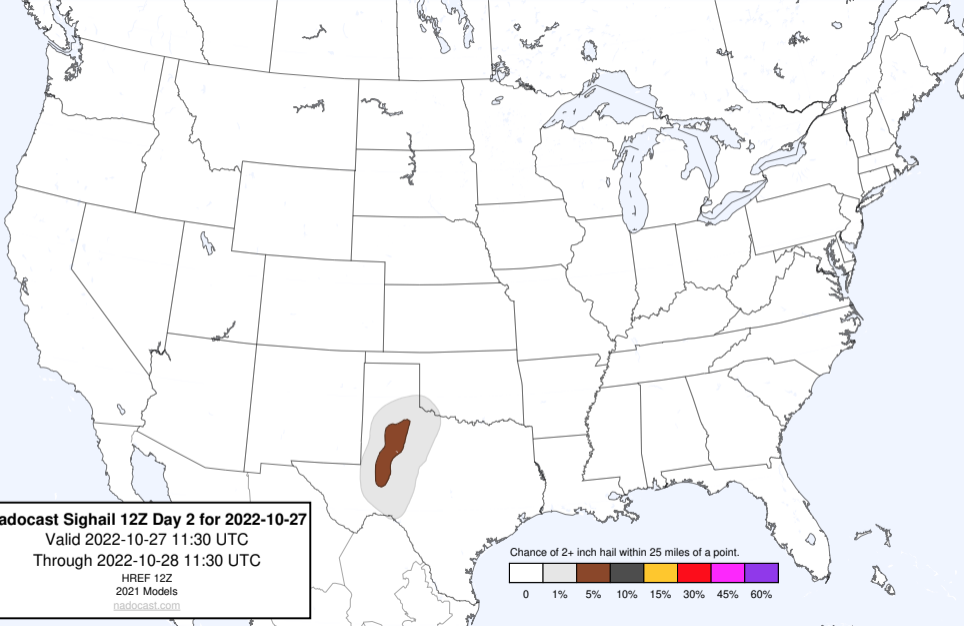 adocast Sighail 12Z Day 2 for 2022-10-27
Valid 2022-10-27 11:30 UTC
Through 2022-10-28 11:30 UTC
HREF 12Z
2021 Models
nadocast.com
Chance of 2+ inch hail within 25 miles of a point.
0 1% 5% 10% 15% 30% 45% 60%